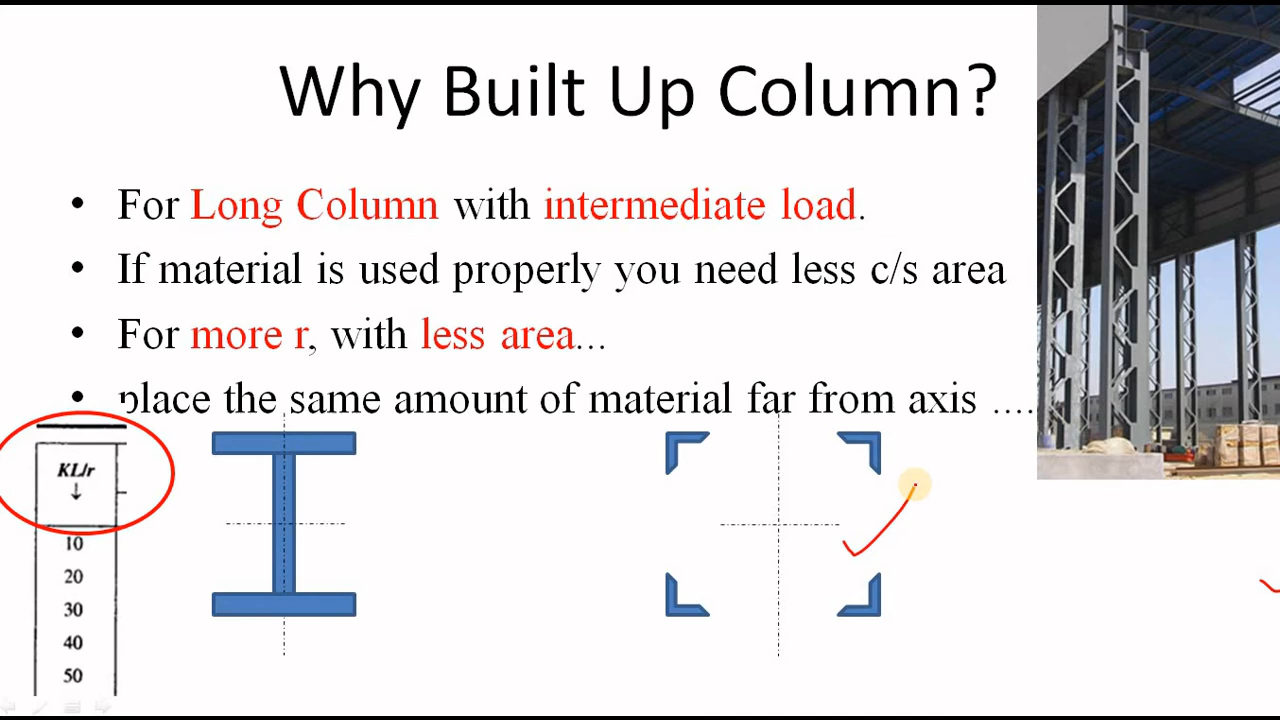 Why Built Up Column?
• For Long Column with intermediate load.
• If material is used properly you need less c/s area
• For more r, with less area...
• place the same amount of material far from axis ....
KL/r
↓
10
20
30
40
50